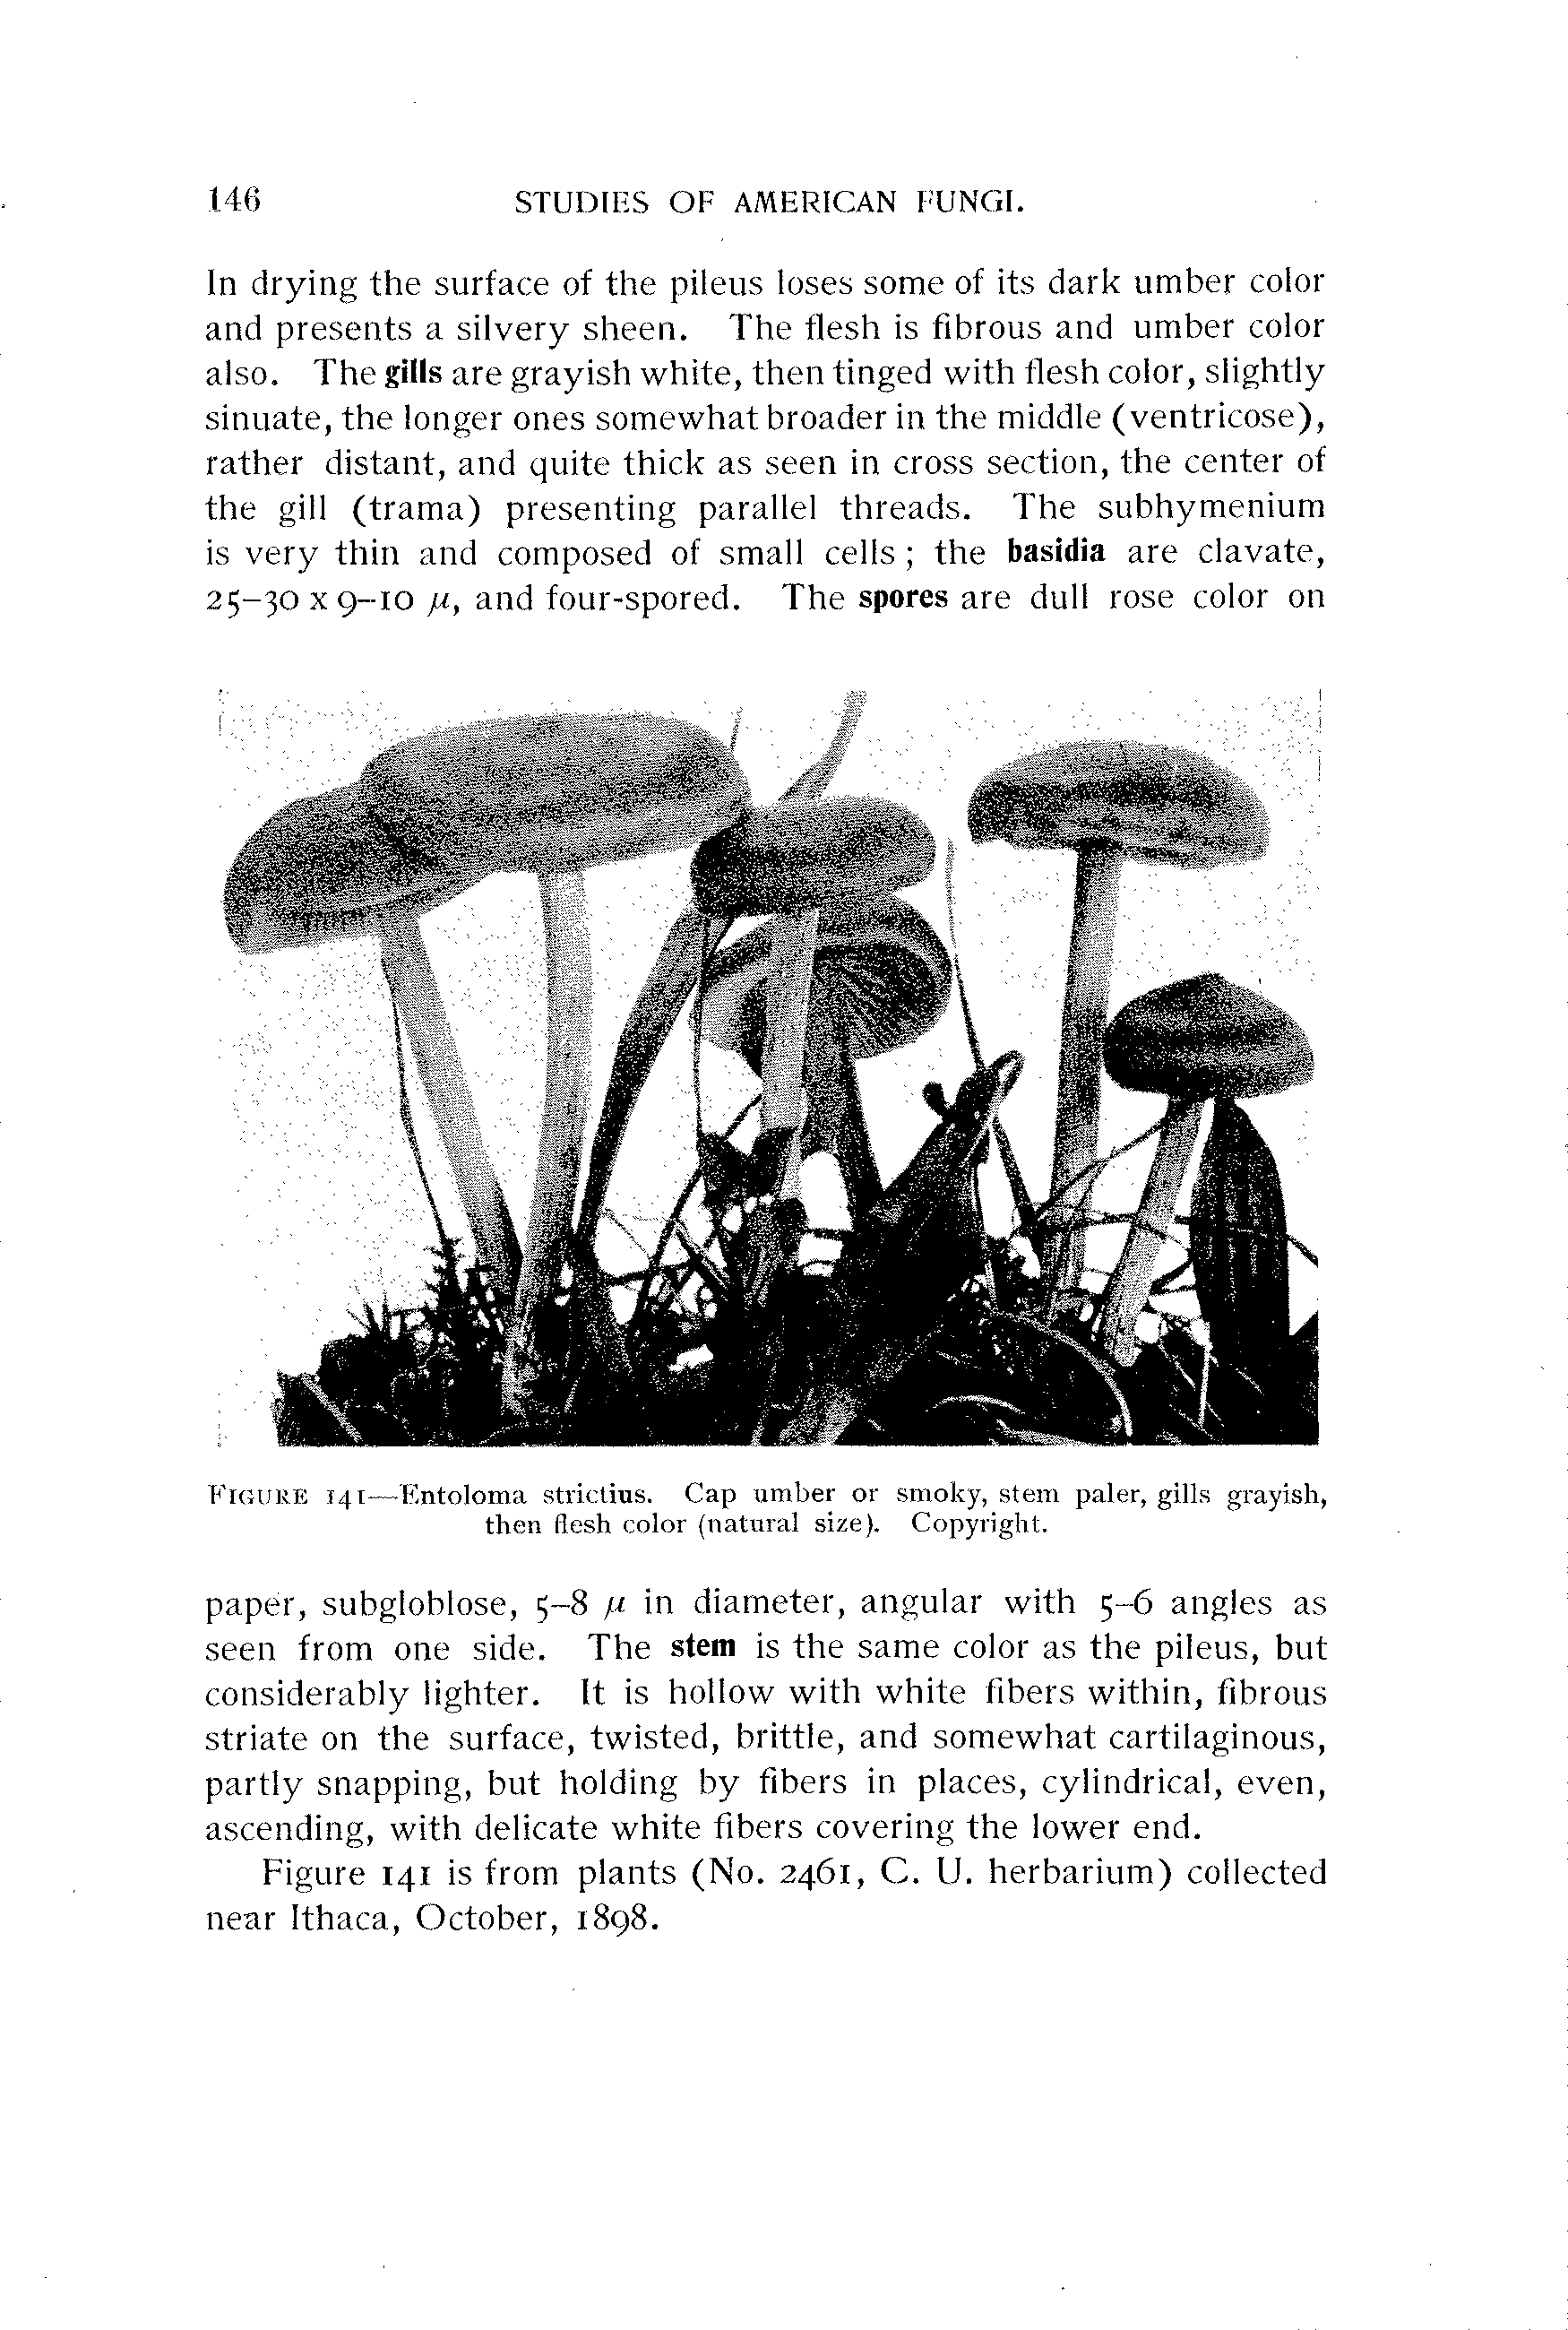 146 STUDIES OF AMERICAN FUNGI.
In drying the surface of the pileus loses some of its dark umber color
and presents a silvery sheen. The flesh is fibrous and umber color
also. The gills are grayish white, then tinged with flesh color, slightly
sinuate, the longer ones somewhat broader in the middle (ventricose),
rather distant, and quite thick as seen in cross section, the center of
the gill (trama) presenting parallel threads. The subhymenium
is very thin and composed of small cells; the basidia are clavate,
25–30 x 9–10 µ, and four-spored. The spores are dull rose color on
FIGURE 141—Entoloma strictius. Cap umber or smoky, stem paler, gills grayish,
then flesh color (natural size). Copyright.
paper, subgloblose, 5–8 µ in diameter, angular with 5–6 angles as
seen from one side. The stem is the same color as the pileus, but
considerably lighter. It is hollow with white fibers within, fibrous
striate on the surface, twisted, brittle, and somewhat cartilaginous,
partly snapping, but holding by fibers in places, cylindrical, even,
ascending, with delicate white fibers covering the lower end.
Figure 141 is from plants (No. 2461, C. U. herbarium) collected
near Ithaca, October, 1898.